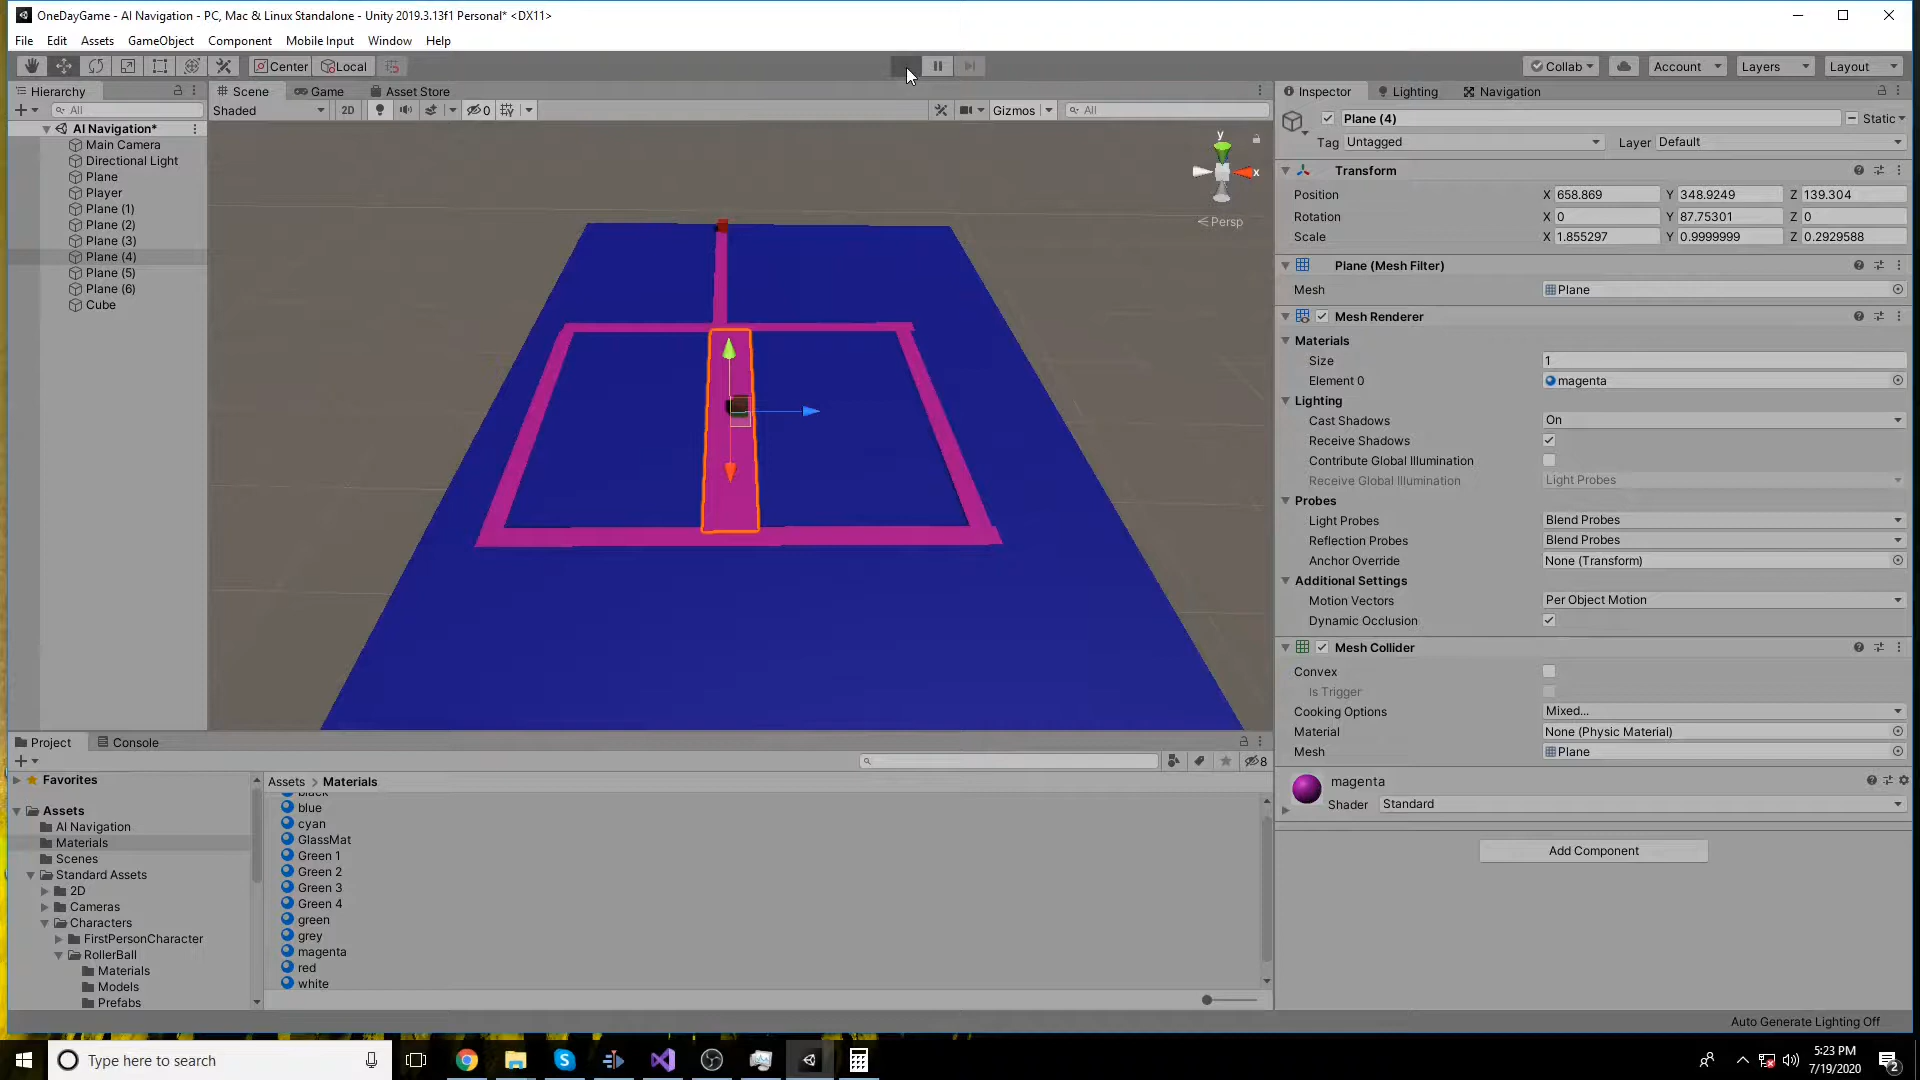 OneDayGame - AI Navigation - PC, Mac & Linux Standalone - Unity 2019.3.13f1 Personal* <DX11>
File Edit Assets GameObject Component Mobile Input Window Help
Center Local Collab Account Layers Layout
Hierarchy Scene Game Asset Store Inspector Lighting Navigation
All Shaded 2D 0 Gizmos All
Plane (4) Static
Tag Untagged Layer Default
AI Navigation*
Main Camera
Directional Light
Plane
Player
Plane (1)
Plane (2)
Plane (3)
Plane (4)
Plane (5)
Plane (6)
Cube
y
x
Persp
Transform
Position X 658.869 Y 348.9249 Z 139.304
Rotation X 0 Y 87.75301 Z 0
Scale X 1.855297 Y 0.9999999 Z 0.2929588
Plane (Mesh Filter)
Mesh Plane
Mesh Renderer
Materials
Size 1
Element 0 magenta
Lighting
Cast Shadows On
Receive Shadows
Contribute Global Illumination
Receive Global Illumination Light Probes
Probes
Light Probes Blend Probes
Reflection Probes Blend Probes
Anchor Override None (Transform)
Additional Settings
Motion Vectors Per Object Motion
Dynamic Occlusion
Mesh Collider
Convex
Is Trigger
Cooking Options Mixed...
Material None (Physic Material)
Mesh Plane
magenta
Shader Standard
Add Component
Project Console
8
Favorites
Assets
AI Navigation
Materials
Scenes
Standard Assets
2D
Cameras
Characters
FirstPersonCharacter
RollerBall
Materials
Models
Prefabs
Assets > Materials
black
blue
cyan
GlassMat
Green 1
Green 2
Green 3
Green 4
green
grey
magenta
red
white
Auto Generate Lighting Off
Type here to search
5:23 PM
7/19/2020
2